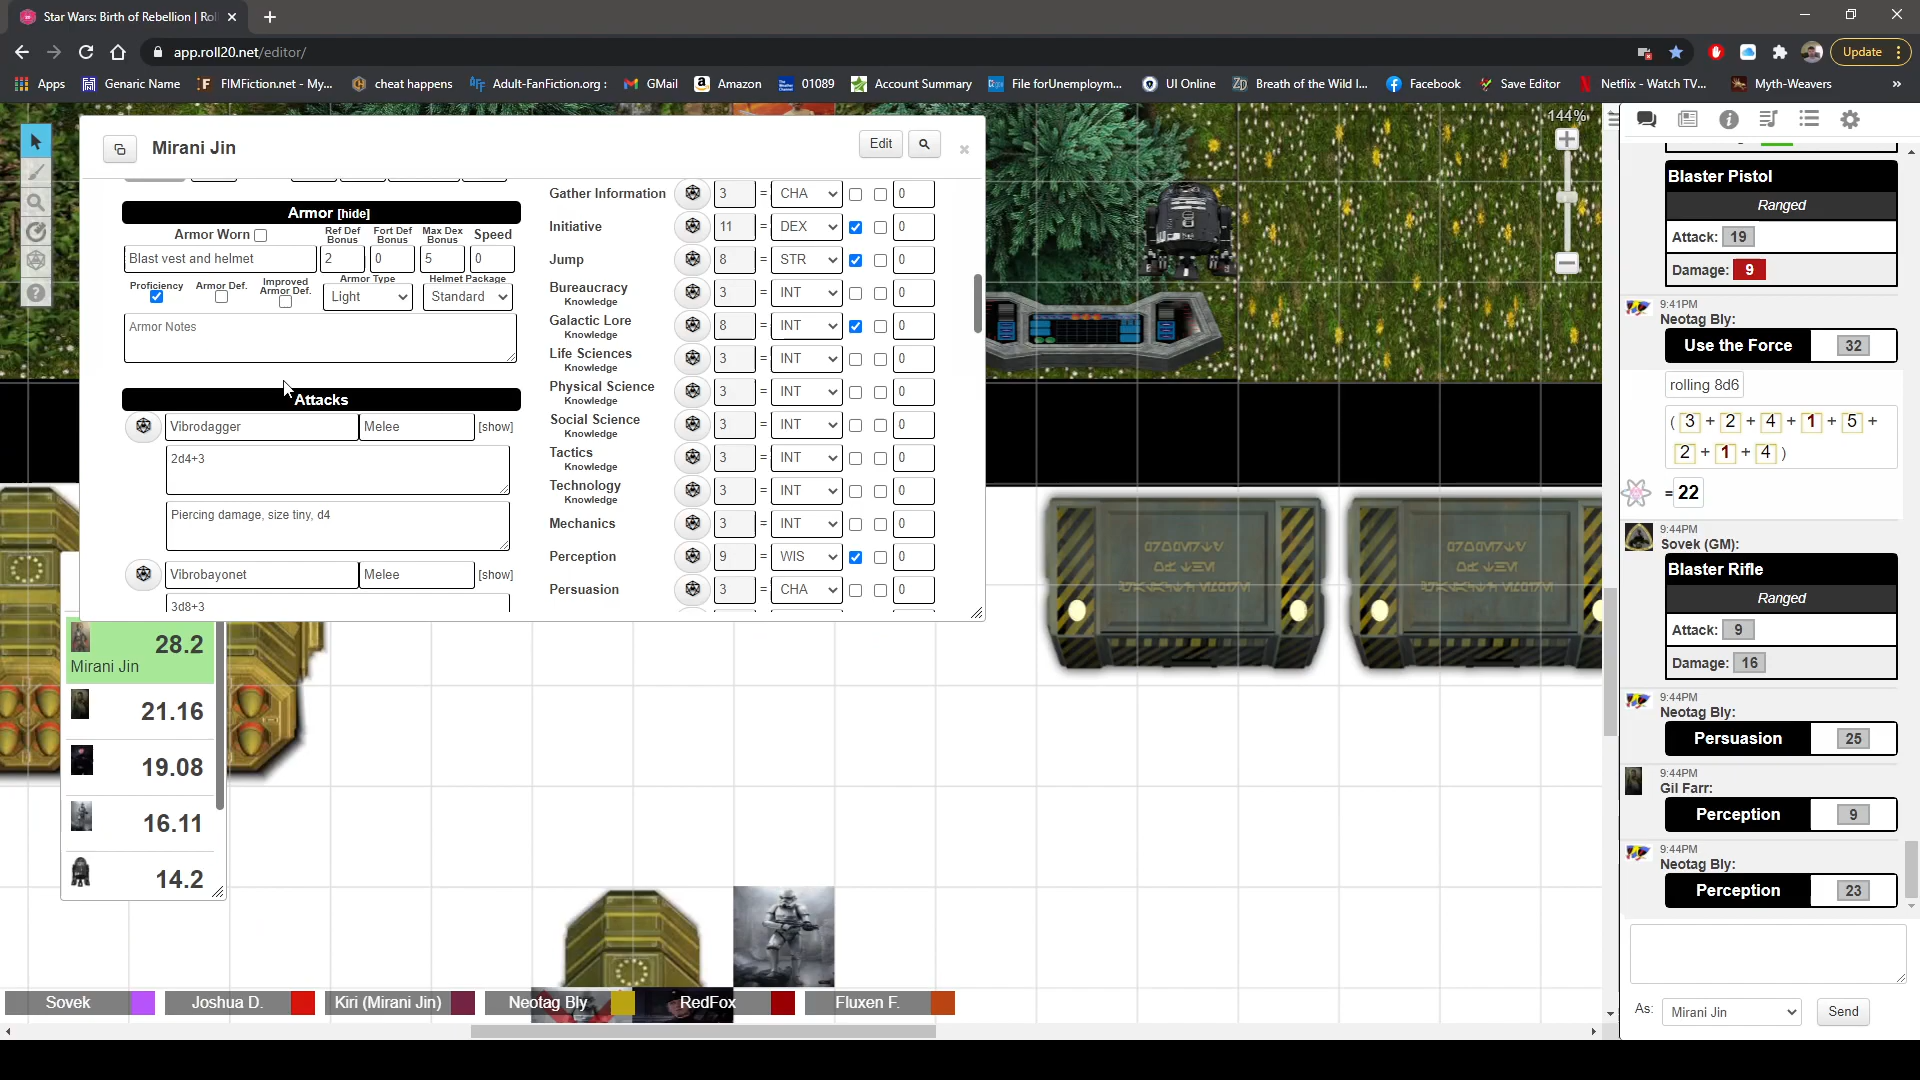 Star Wars: Birth of Rebellion | Rol
app.roll20.net/editor/
Update
Apps
Genaric Name
FIMFiction.net - My...
cheat happens
Adult-FanFiction.org :
GMail
Amazon
01089
Account Summary
File forUnemploym...
UI Online
Breath of the Wild I...
Facebook
Save Editor
Netflix - Watch TV...
Myth-Weavers
»
144%
Mirani Jin
Edit
Armor [hide]
Armor Worn
Ref Def Bonus
Fort Def Bonus
Max Dex Bonus
Speed
Blast vest and helmet
2
0
5
0
Proficiency
Armor Def.
Improved Armor Def.
Armor Type
Light
Helmet Package
Standard
Armor Notes
Attacks
Vibrodagger
Melee
[show]
2d4+3
Piercing damage, size tiny, d4
Vibrobayonet
Melee
[show]
3d8+3
Gather Information 3 = CHA 0
Initiative 11 = DEX 0
Jump 8 = STR 0
Bureaucracy Knowledge 3 = INT 0
Galactic Lore Knowledge 8 = INT 0
Life Sciences Knowledge 3 = INT 0
Physical Science Knowledge 3 = INT 0
Social Science Knowledge 3 = INT 0
Tactics Knowledge 3 = INT 0
Technology Knowledge 3 = INT 0
Mechanics 3 = INT 0
Perception 9 = WIS 0
Persuasion 3 = CHA 0
28.2
Mirani Jin
21.16
19.08
16.11
14.2
Sovek
Joshua D.
Kiri (Mirani Jin)
Neotag Bly
RedFox
Fluxen F.
Blaster Pistol
Ranged
Attack: 19
Damage: 9
9:41PM
Neotag Bly:
Use the Force 32
rolling 8d6
( 3 + 2 + 4 + 1 + 5 +
2 + 1 + 4 )
= 22
9:44PM
Sovek (GM):
Blaster Rifle
Ranged
Attack: 9
Damage: 16
9:44PM
Neotag Bly:
Persuasion 25
9:44PM
Gil Farr:
Perception 9
9:44PM
Neotag Bly:
Perception 23
As: Mirani Jin
Send